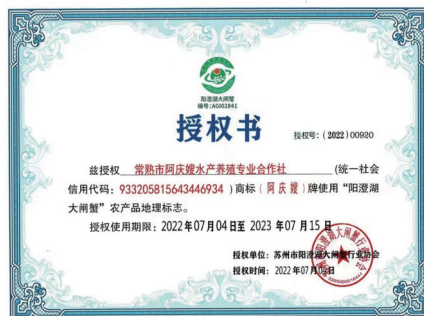 阳澄湖大闸蟹
编号:AGI02841
授权书
授权号：(2022)00920
兹授权 常熟市阿庆嫂水产养殖专业合作社 (统一社会
信用代码：933205815643446934 )商标(阿庆嫂)牌使用“阳澄湖
大闸蟹”农产品地理标志。
授权使用期限：2022年07月04日至 2023年07月15日
授权单位：苏州市阳澄湖大闸蟹行业协会
授权时间：2022年07月04日